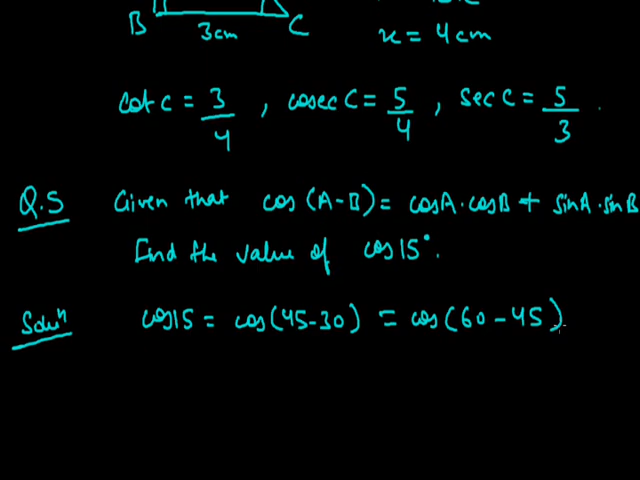 B 3cm C x = 4cm
cot C = 3/4 , cosec C = 5/4 , sec C = 5/3 .
Q.5 Given that cos (A-B) = cosA·cosB + sinA·sinB
Find the value of cos 15°.
Solⁿ cos15 = cos(45-30) = cos(60-45)